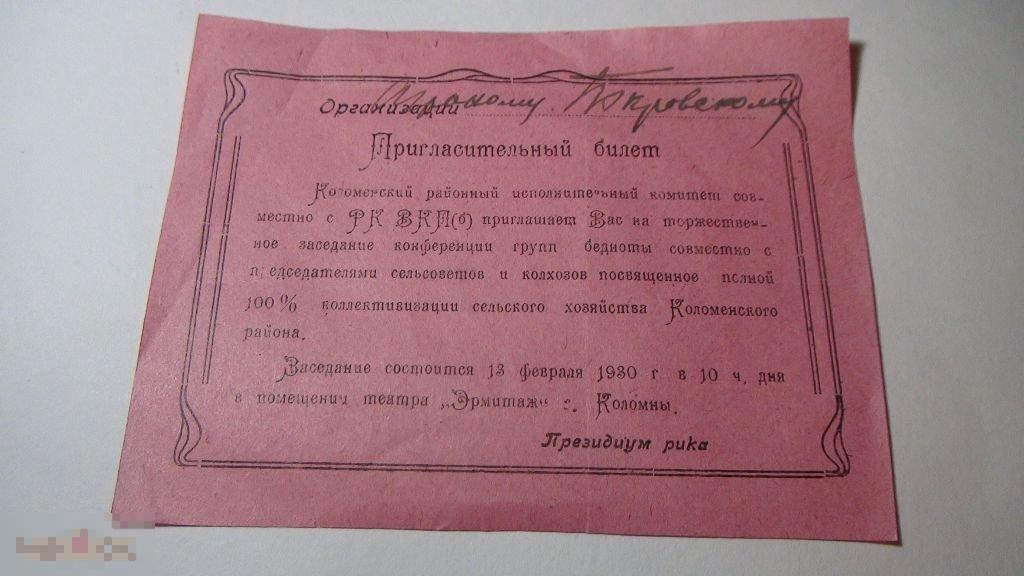 Организации Покровскому
Пригласительный билет
Коломенский районный исполнительный комитет сов-
местно с РК ВКП(б) приглашает Вас на торжествен-
ное заседание конференции групп бедноты совместно с
председателями сельсоветов и колхозов посвященное полной
100% коллективизации сельского хозяйства Коломенского
района.
Заседание состоится 13 февраля 1930 г. в 10 ч. дня
в помещении театра „Эрмитаж“ г. Коломны.
Президиум рика